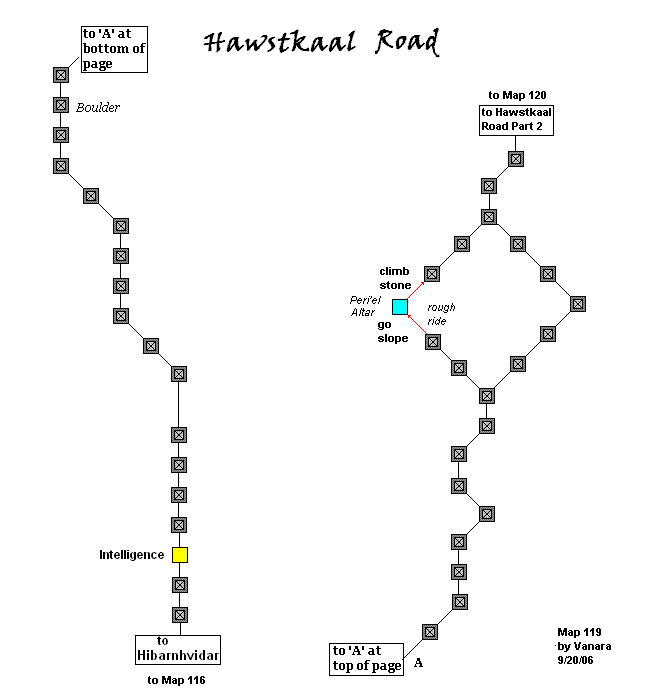 Hawstkaal Road
to 'A' at
bottom of
page
Boulder
Intelligence
to
Hibarnhvidar
to Map 116
to Map 120
to Hawstkaal
Road Part 2
climb
stone
Peri'el
Altar
rough
ride
go
slope
to 'A' at
top of page
A
Map 119
by Vanara
9/20/06